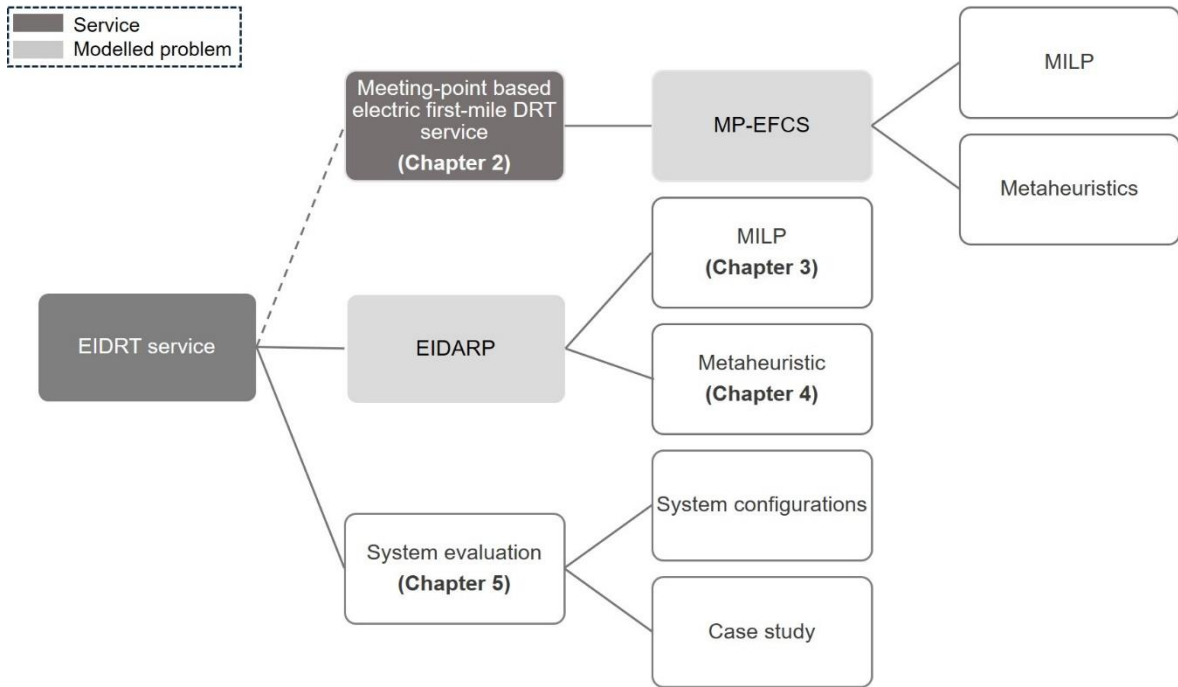 Service
Modelled problem
Meeting-point based
electric first-mile DRT
service
(Chapter 2)
MP-EFCS
MILP
Metaheuristics
EIDRT service
EIDARP
MILP
(Chapter 3)
Metaheuristic
(Chapter 4)
System evaluation
(Chapter 5)
System configurations
Case study